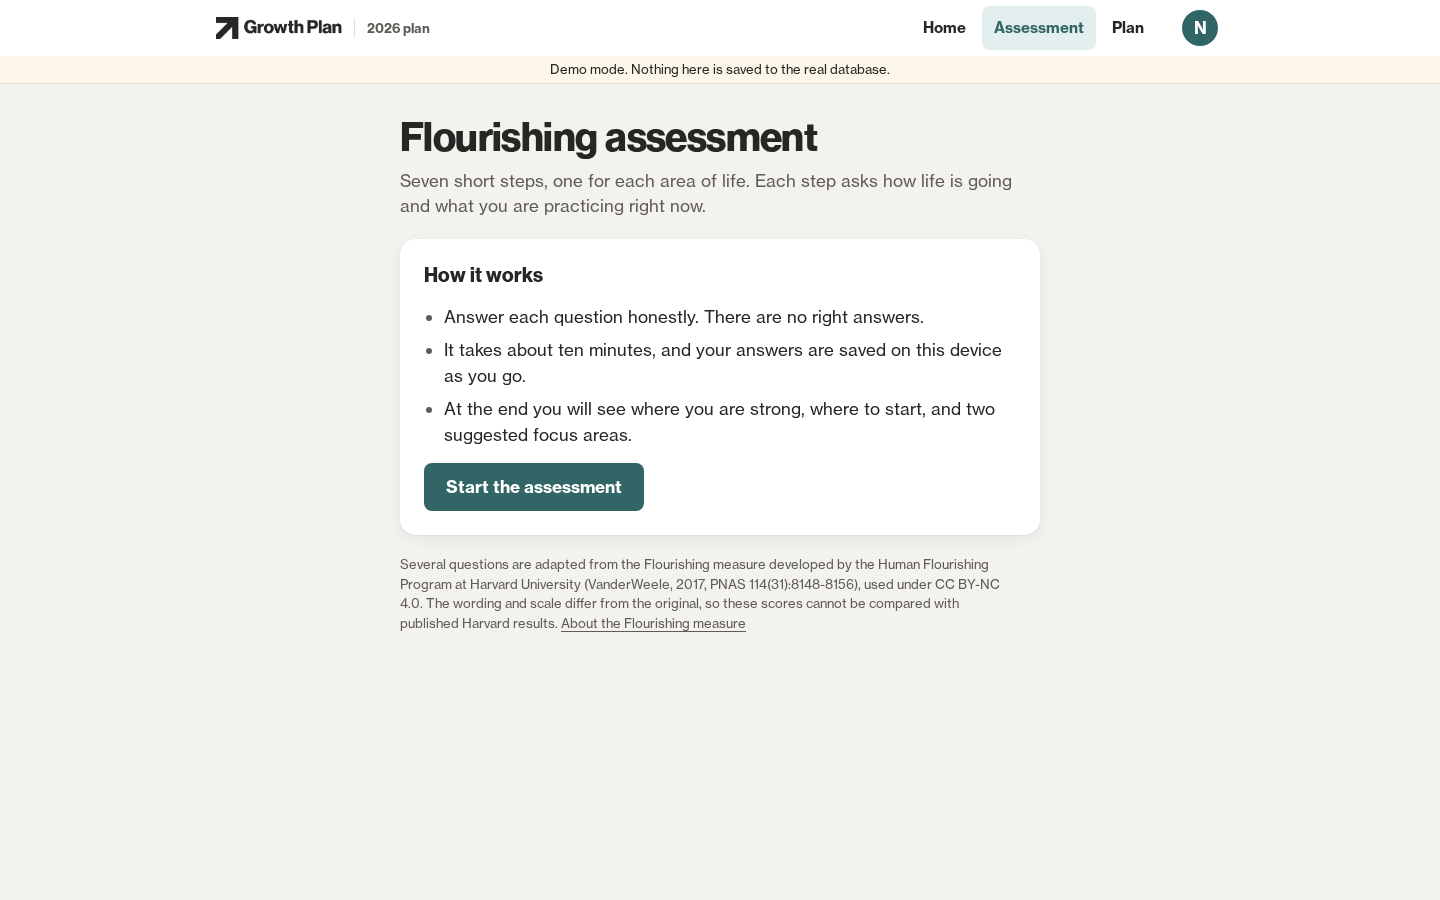 Growth Plan
2026 plan
Home
Assessment
Plan
N
Demo mode. Nothing here is saved to the real database.
Flourishing assessment
Seven short steps, one for each area of life. Each step asks how life is going
and what you are practicing right now.
How it works
Answer each question honestly. There are no right answers.
It takes about ten minutes, and your answers are saved on this device
as you go.
At the end you will see where you are strong, where to start, and two
suggested focus areas.
Start the assessment
Several questions are adapted from the Flourishing measure developed by the Human Flourishing
Program at Harvard University (VanderWeele, 2017, PNAS 114(31):8148-8156), used under CC BY-NC
4.0. The wording and scale differ from the original, so these scores cannot be compared with
published Harvard results. About the Flourishing measure